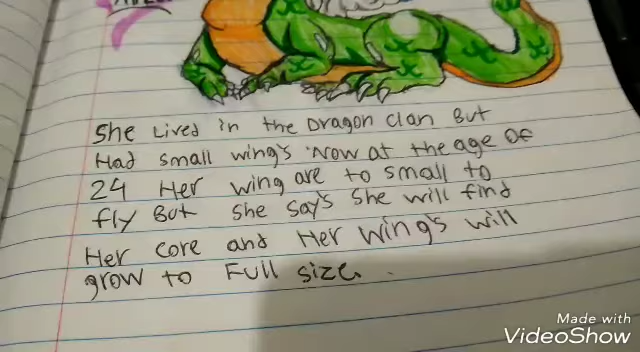 She Lived in the Dragon clan But
Had small wing's Now at the age of
24 Her wing are to small to
fly But she say's she will find
Her core and Her wing's will
grow to Full size.
Made with
VideoShow